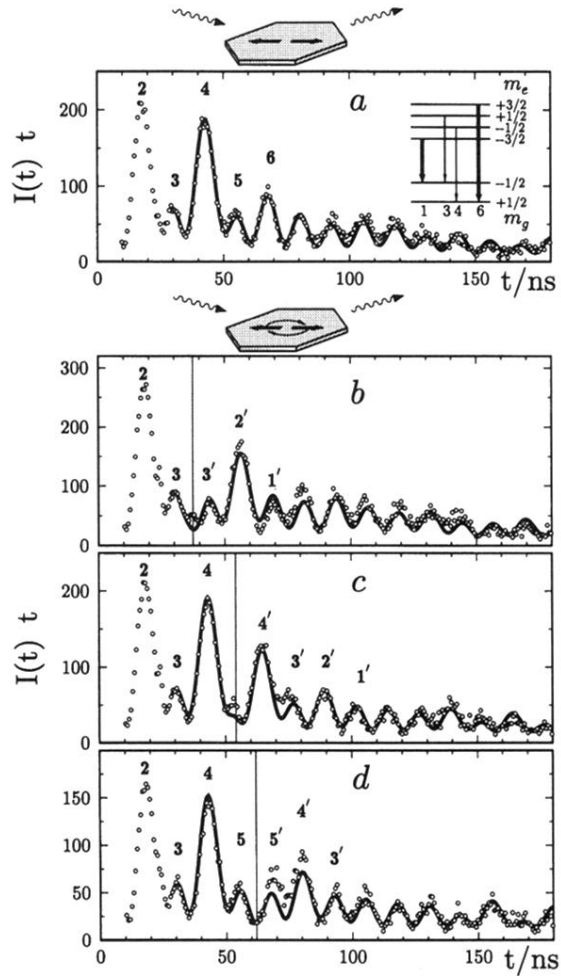 2
4
a
m_e
+3/2
+1/2
-1/2
-3/2
200
I(t) t
3
5
6
100
1 3 4 6
-1/2
+1/2
m_g
0
0 50 100 150 t/ns
300
2
b
200
2′
3 3′ 1′
100
0
2
4
c
200
I(t) t
3
4′
3′ 2′ 1′
100
0
2
4
d
150
100
3
5 5′
4′
3′
50
0
0 50 100 150 t/ns